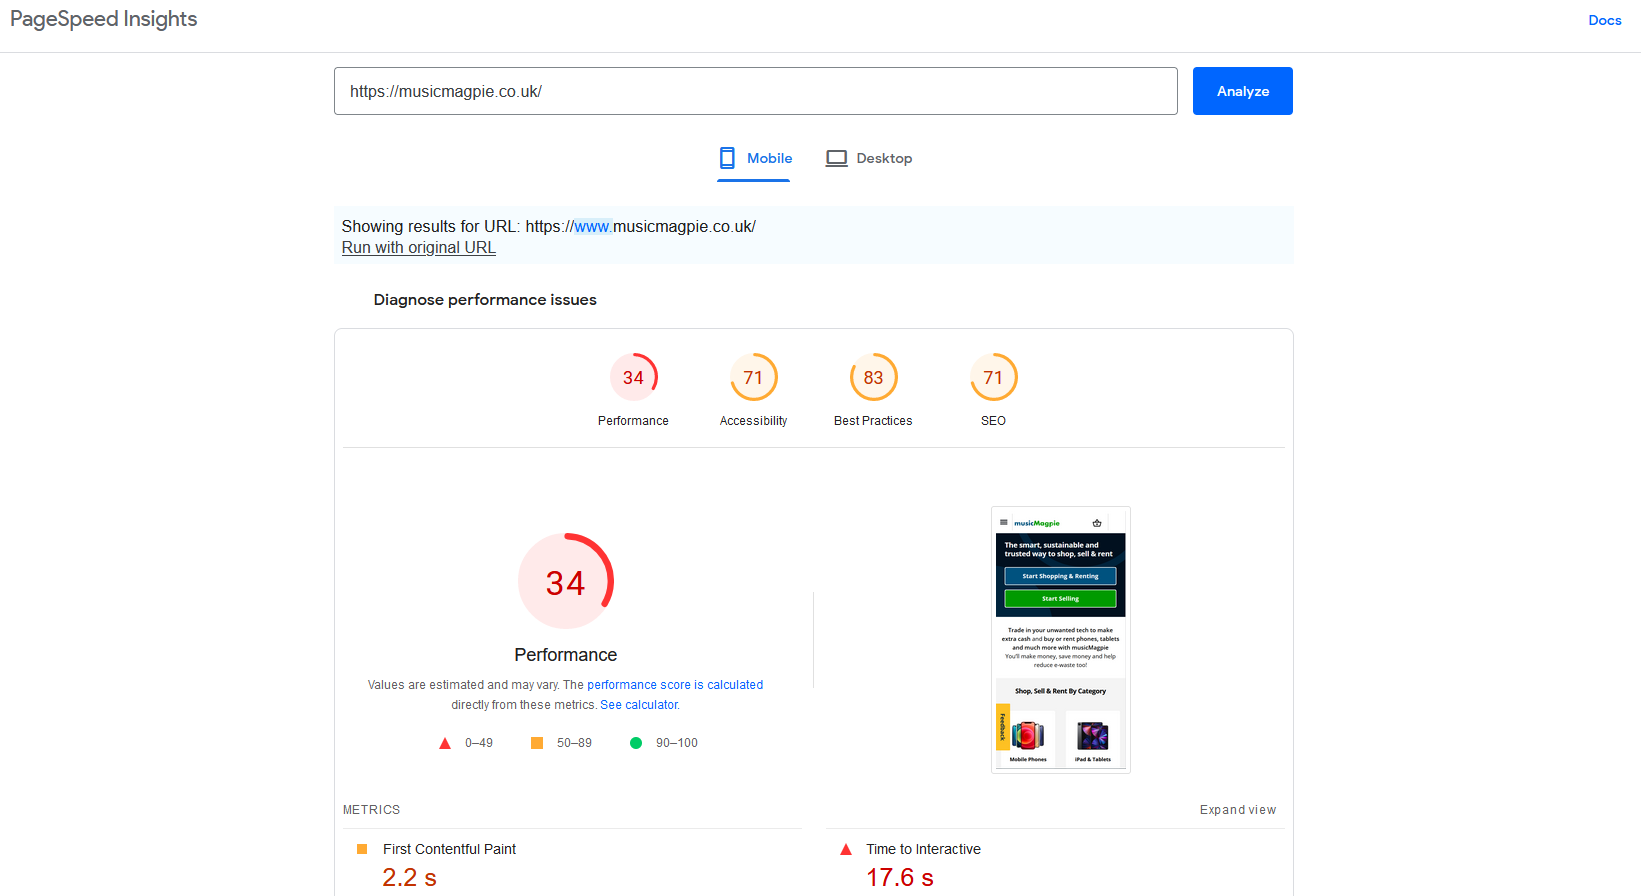 PageSpeed Insights
Docs
https://musicmagpie.co.uk/
Analyze
Mobile
Desktop
Showing results for URL: https://www.musicmagpie.co.uk/
Run with original URL
Diagnose performance issues
34
71
83
71
Performance
Accessibility
Best Practices
SEO
34
Performance
Values are estimated and may vary. The performance score is calculated
directly from these metrics. See calculator.
0–49
50–89
90–100
musicMagpie
The smart, sustainable and
trusted way to shop, sell & rent
Start Shopping & Renting
Start Selling
Trade in your unwanted tech to make
extra cash and buy or rent phones, tablets
and much more with musicMagpie
You'll make money, save money and help
reduce e-waste too!
Shop, Sell & Rent By Category
Feedback
Mobile Phones
iPad & Tablets
METRICS
Expand view
First Contentful Paint
2.2 s
Time to Interactive
17.6 s